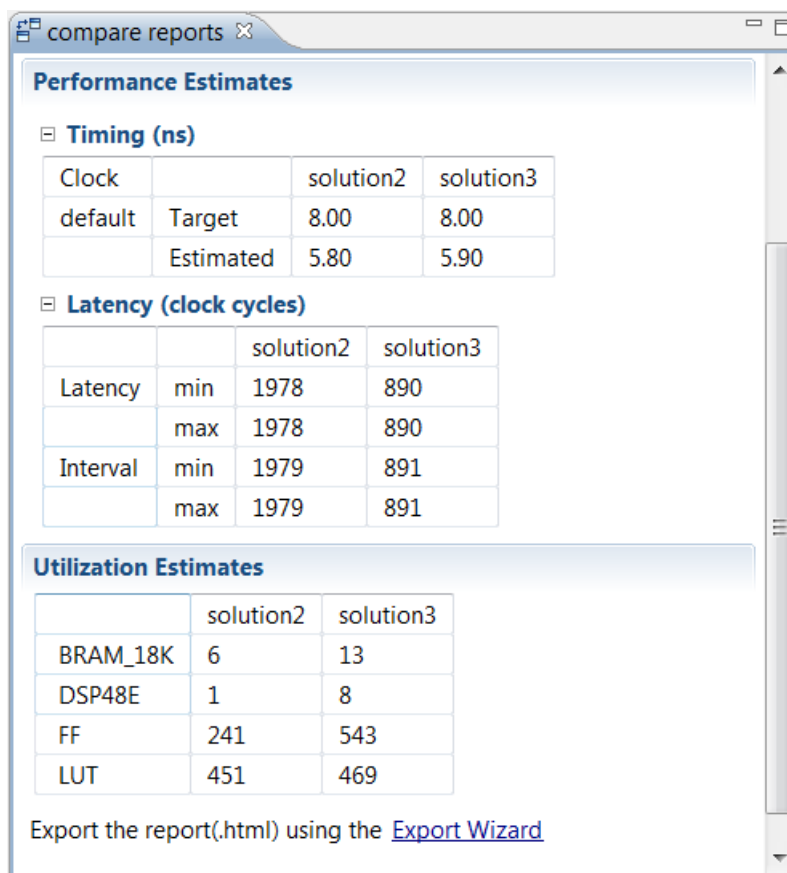 compare reports
Performance Estimates
Timing (ns)
Clock solution2 solution3
default Target 8.00 8.00
Estimated 5.80 5.90
Latency (clock cycles)
solution2 solution3
Latency min 1978 890
max 1978 890
Interval min 1979 891
max 1979 891
Utilization Estimates
solution2 solution3
BRAM_18K 6 13
DSP48E 1 8
FF 241 543
LUT 451 469
Export the report(.html) using the Export Wizard